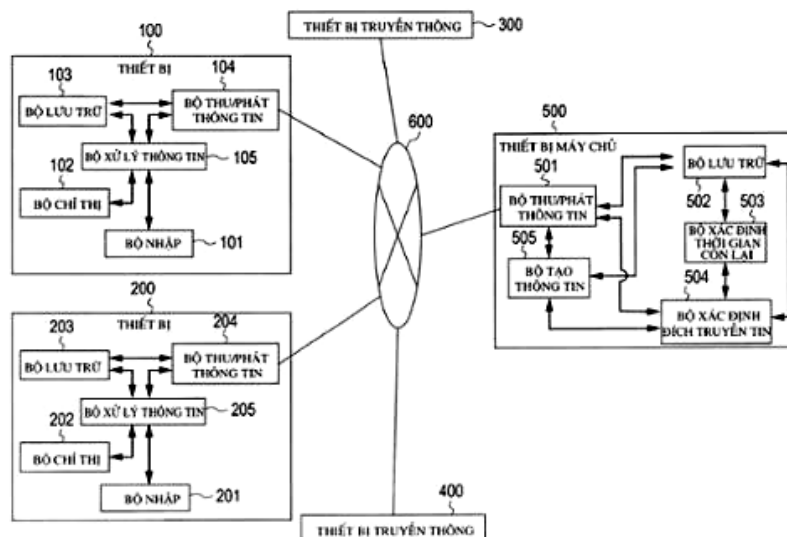 THIẾT BỊ TRUYỀN THÔNG
300
100
THIẾT BỊ
103
104
BỘ LƯU TRỮ
BỘ THU/PHÁT
THÔNG TIN
102
BỘ XỬ LÝ THÔNG TIN
105
BỘ CHỈ THỊ
BỘ NHẬP
101
200
THIẾT BỊ
203
204
BỘ LƯU TRỮ
BỘ THU/PHÁT
THÔNG TIN
202
BỘ XỬ LÝ THÔNG TIN
205
BỘ CHỈ THỊ
BỘ NHẬP
201
600
500
THIẾT BỊ MÁY CHỦ
501
BỘ LƯU TRỮ
BỘ THU/PHÁT
THÔNG TIN
502
503
505
BỘ XÁC ĐỊNH
THỜI GIAN
CÒN LẠI
BỘ TẠO
THÔNG TIN
504
BỘ XÁC ĐỊNH
ĐÍCH TRUYỀN TIN
400
THIẾT BỊ TRUYỀN THÔNG